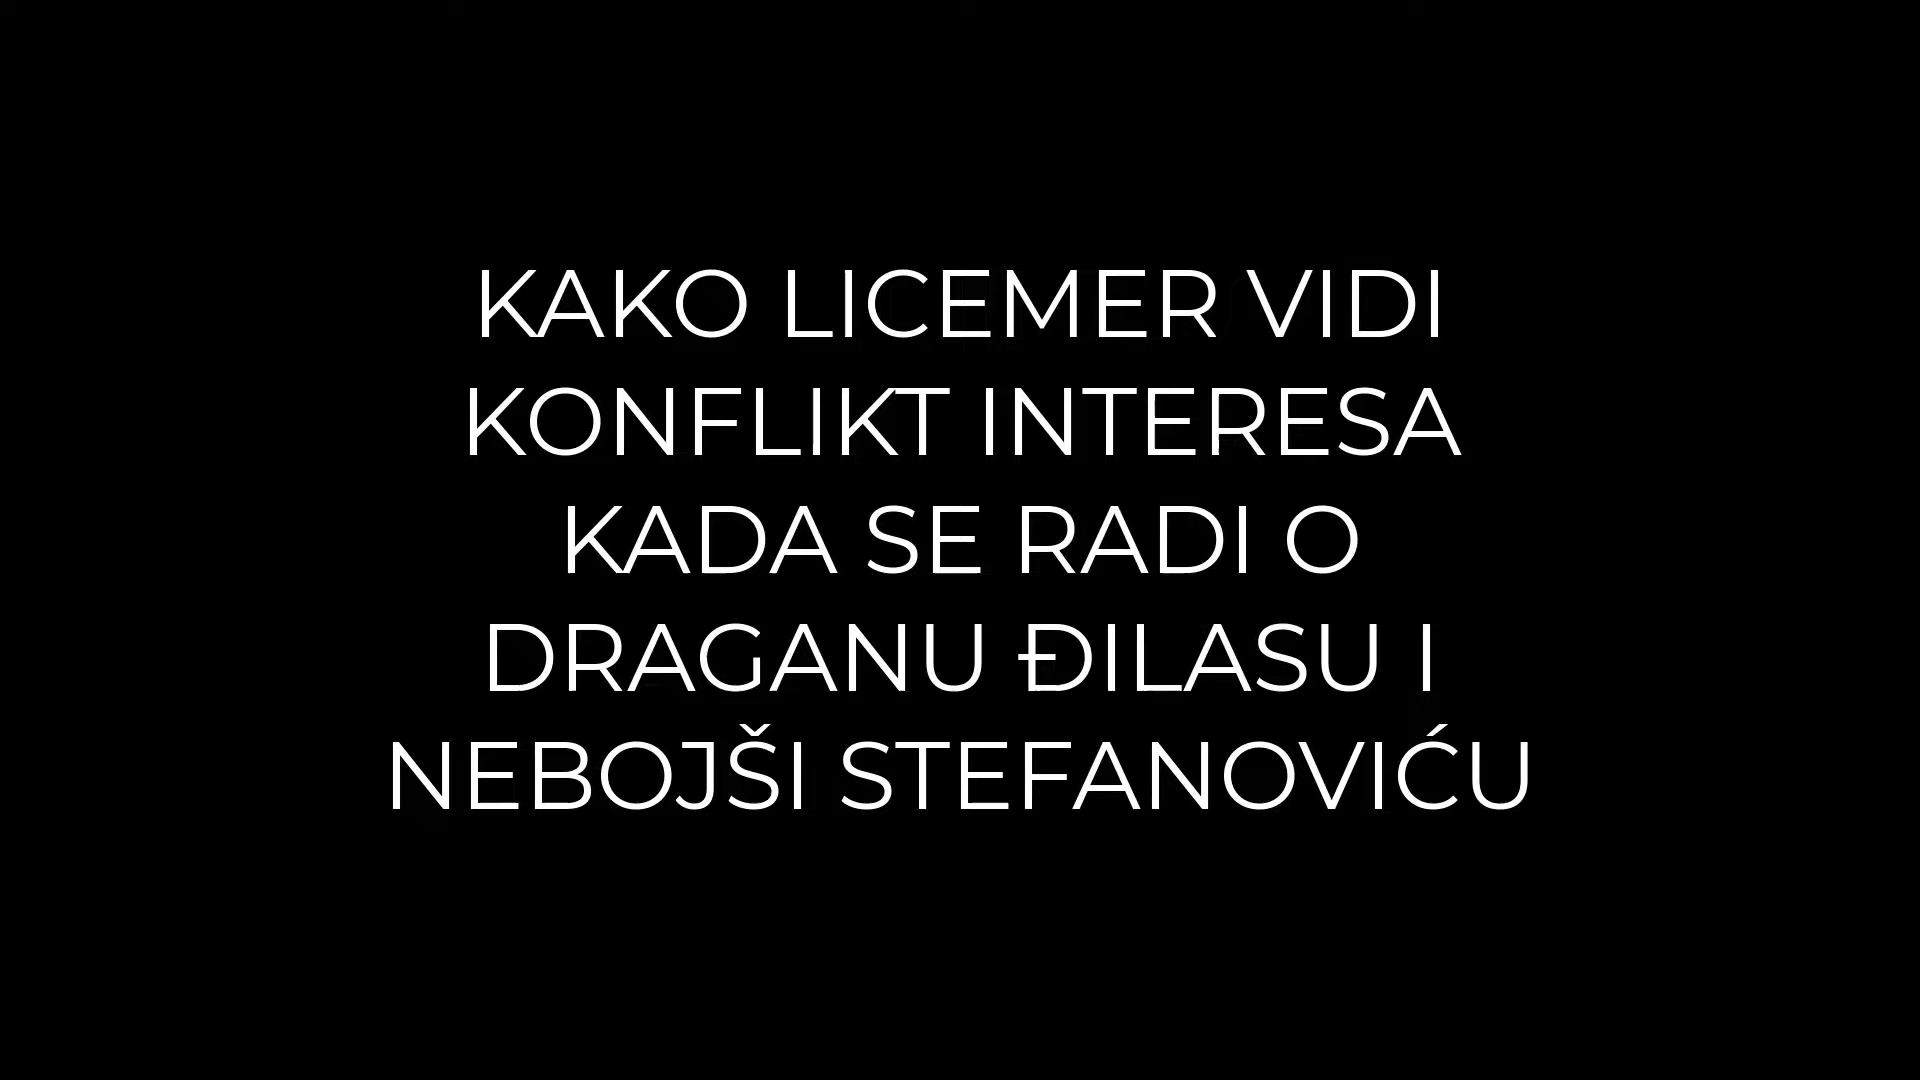 KAKO LICEMER VIDI
KONFLIKT INTERESA
KADA SE RADI O
DRAGANU ĐILASU I
NEBOJŠI STEFANOVIĆU